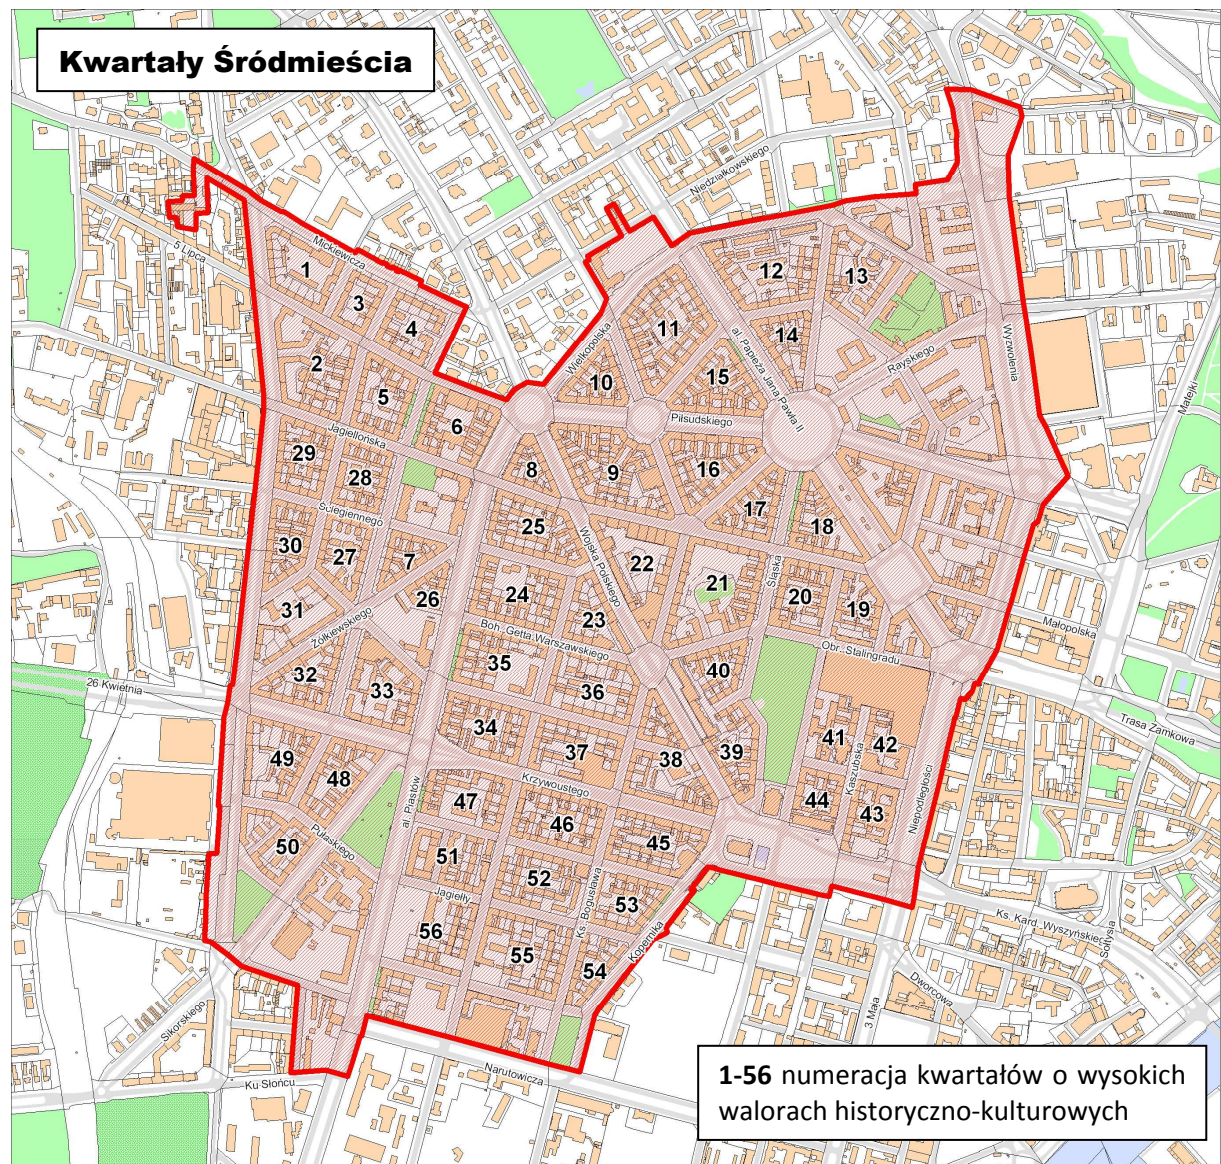 Kwartały Śródmieścia
Niedziałkowskiego
Mickiewicza
5 Lipca
1
3
4
2
5
6
12
13
11
14
10
15
Wielkopolska
al. Papieża Jana Pawła II
Rayskiego
Wyzwolenia
Matejki
Piłsudskiego
Jagiellońska
29
28
8
9
16
17
18
25
Ściegiennego
Wojska Polskiego
30
27
7
26
24
22
21
Śląska
20
19
31
Żółkiewskiego
23
Małopolska
Boh. Getta Warszawskiego
Obr. Stalingradu
32
33
35
36
40
26 Kwietnia
Trasa Zamkowa
34
37
38
39
41
42
Kaszubska
49
48
Krzywoustego
al. Piastów
47
46
44
43
Niepodległości
50
Pułaskiego
51
45
52
Jagiełły
Ks. Bogusława
53
56
55
54
Kopernika
Ks. Kard. Wyszyńskiego
Sołtysia
Dworcowa
3 Maja
Sikorskiego
Ku Słońcu
Narutowicza
1-56 numeracja kwartałów o wysokich
walorach historyczno-kulturowych